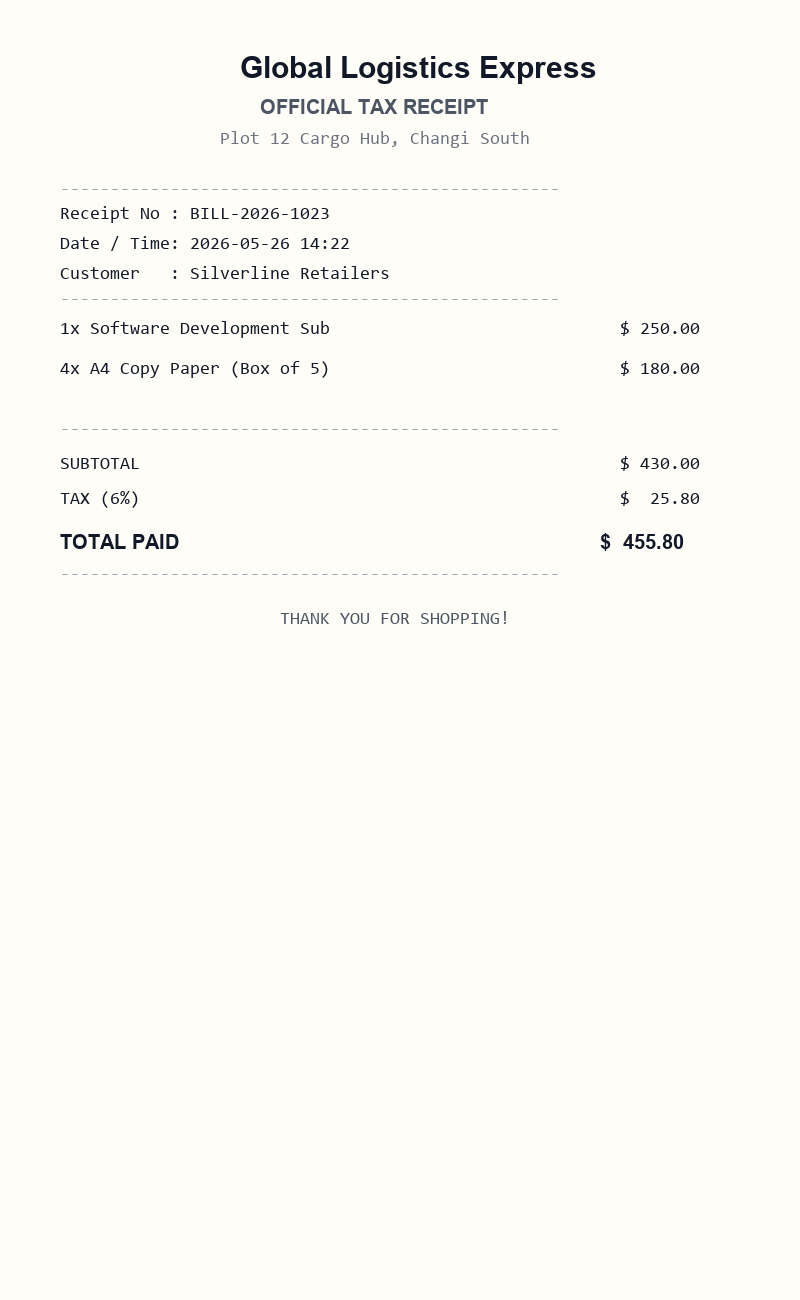 Global Logistics Express
OFFICIAL TAX RECEIPT
Plot 12 Cargo Hub, Changi South
--------------------------------------------------
Receipt No : BILL-2026-1023
Date / Time: 2026-05-26 14:22
Customer   : Silverline Retailers
--------------------------------------------------
1x Software Development Sub $ 250.00
4x A4 Copy Paper (Box of 5) $ 180.00
--------------------------------------------------
SUBTOTAL $ 430.00
TAX (6%) $  25.80
TOTAL PAID $  455.80
--------------------------------------------------
THANK YOU FOR SHOPPING!